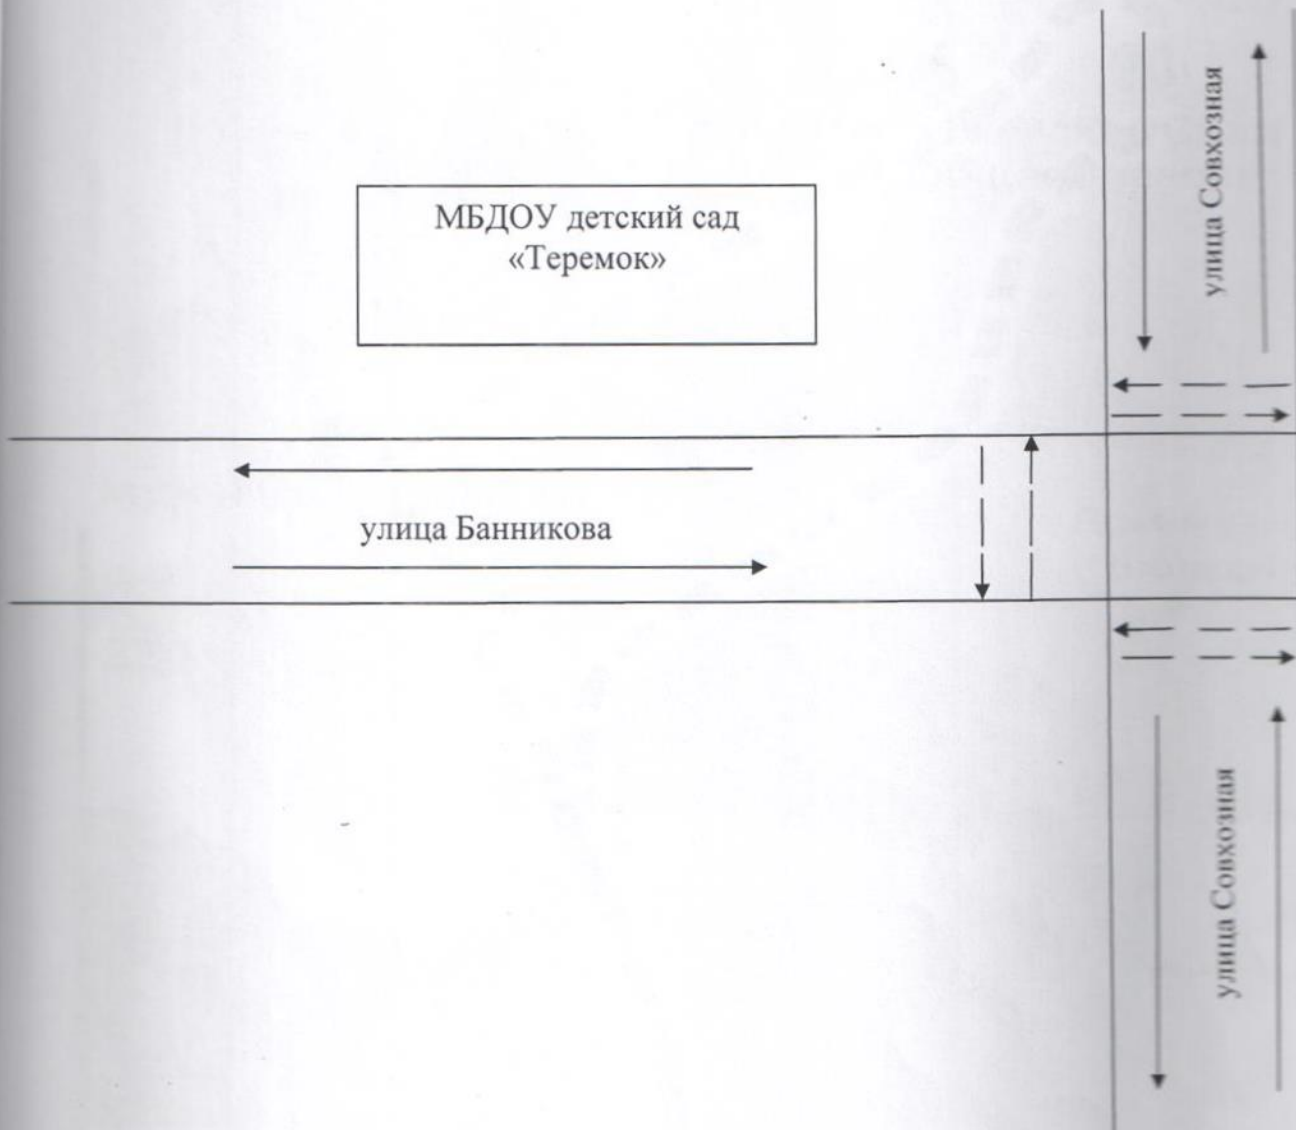 МБДОУ детский сад
«Теремок»
улица Совхозная
улица Банникова
улица Совхозная